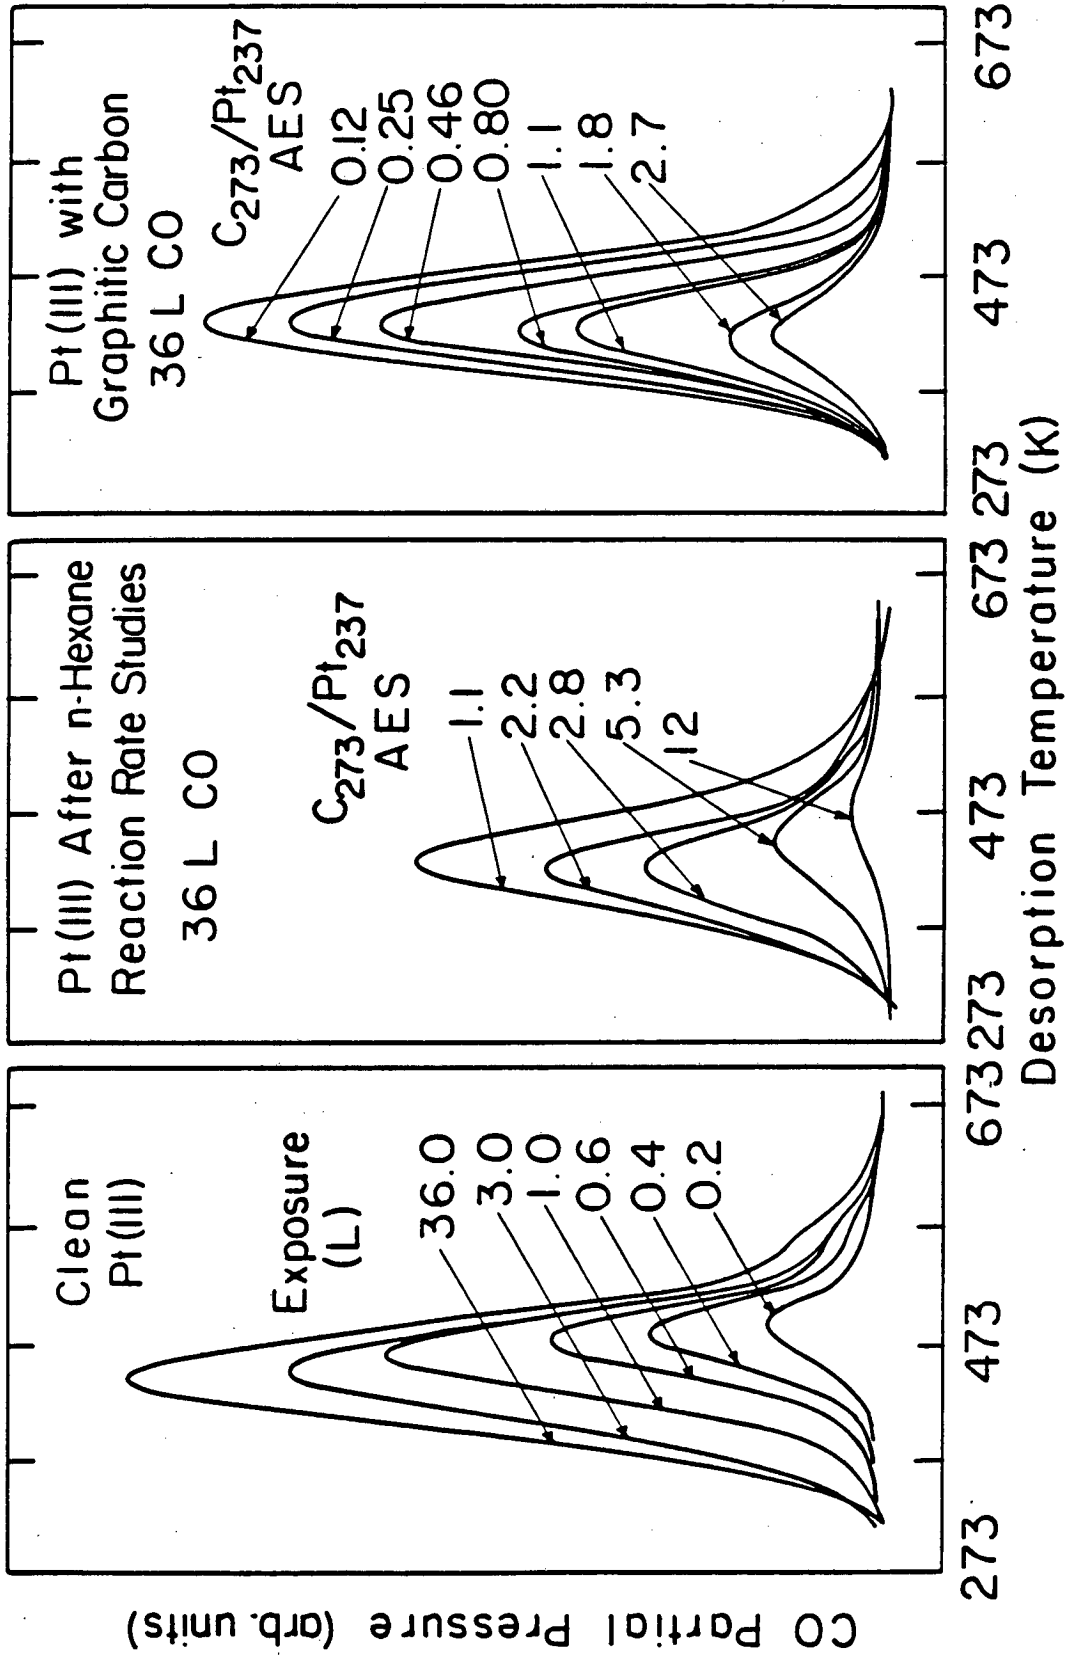 CO Partial Pressure (arb. units)
Clean
Pt(III)
Exposure
(L)
36.0
3.0
1.0
0.6
0.4
0.2
273
473
673
Pt(III) After n-Hexane
Reaction Rate Studies
36 L CO
C273/Pt237
AES
1.1
2.2
2.8
5.3
12
273
473
673
Pt(III) with
Graphitic Carbon
36 L CO
C273/Pt237
AES
0.12
0.25
0.46
0.80
1.1
1.8
2.7
273
473
673
Desorption Temperature (K)